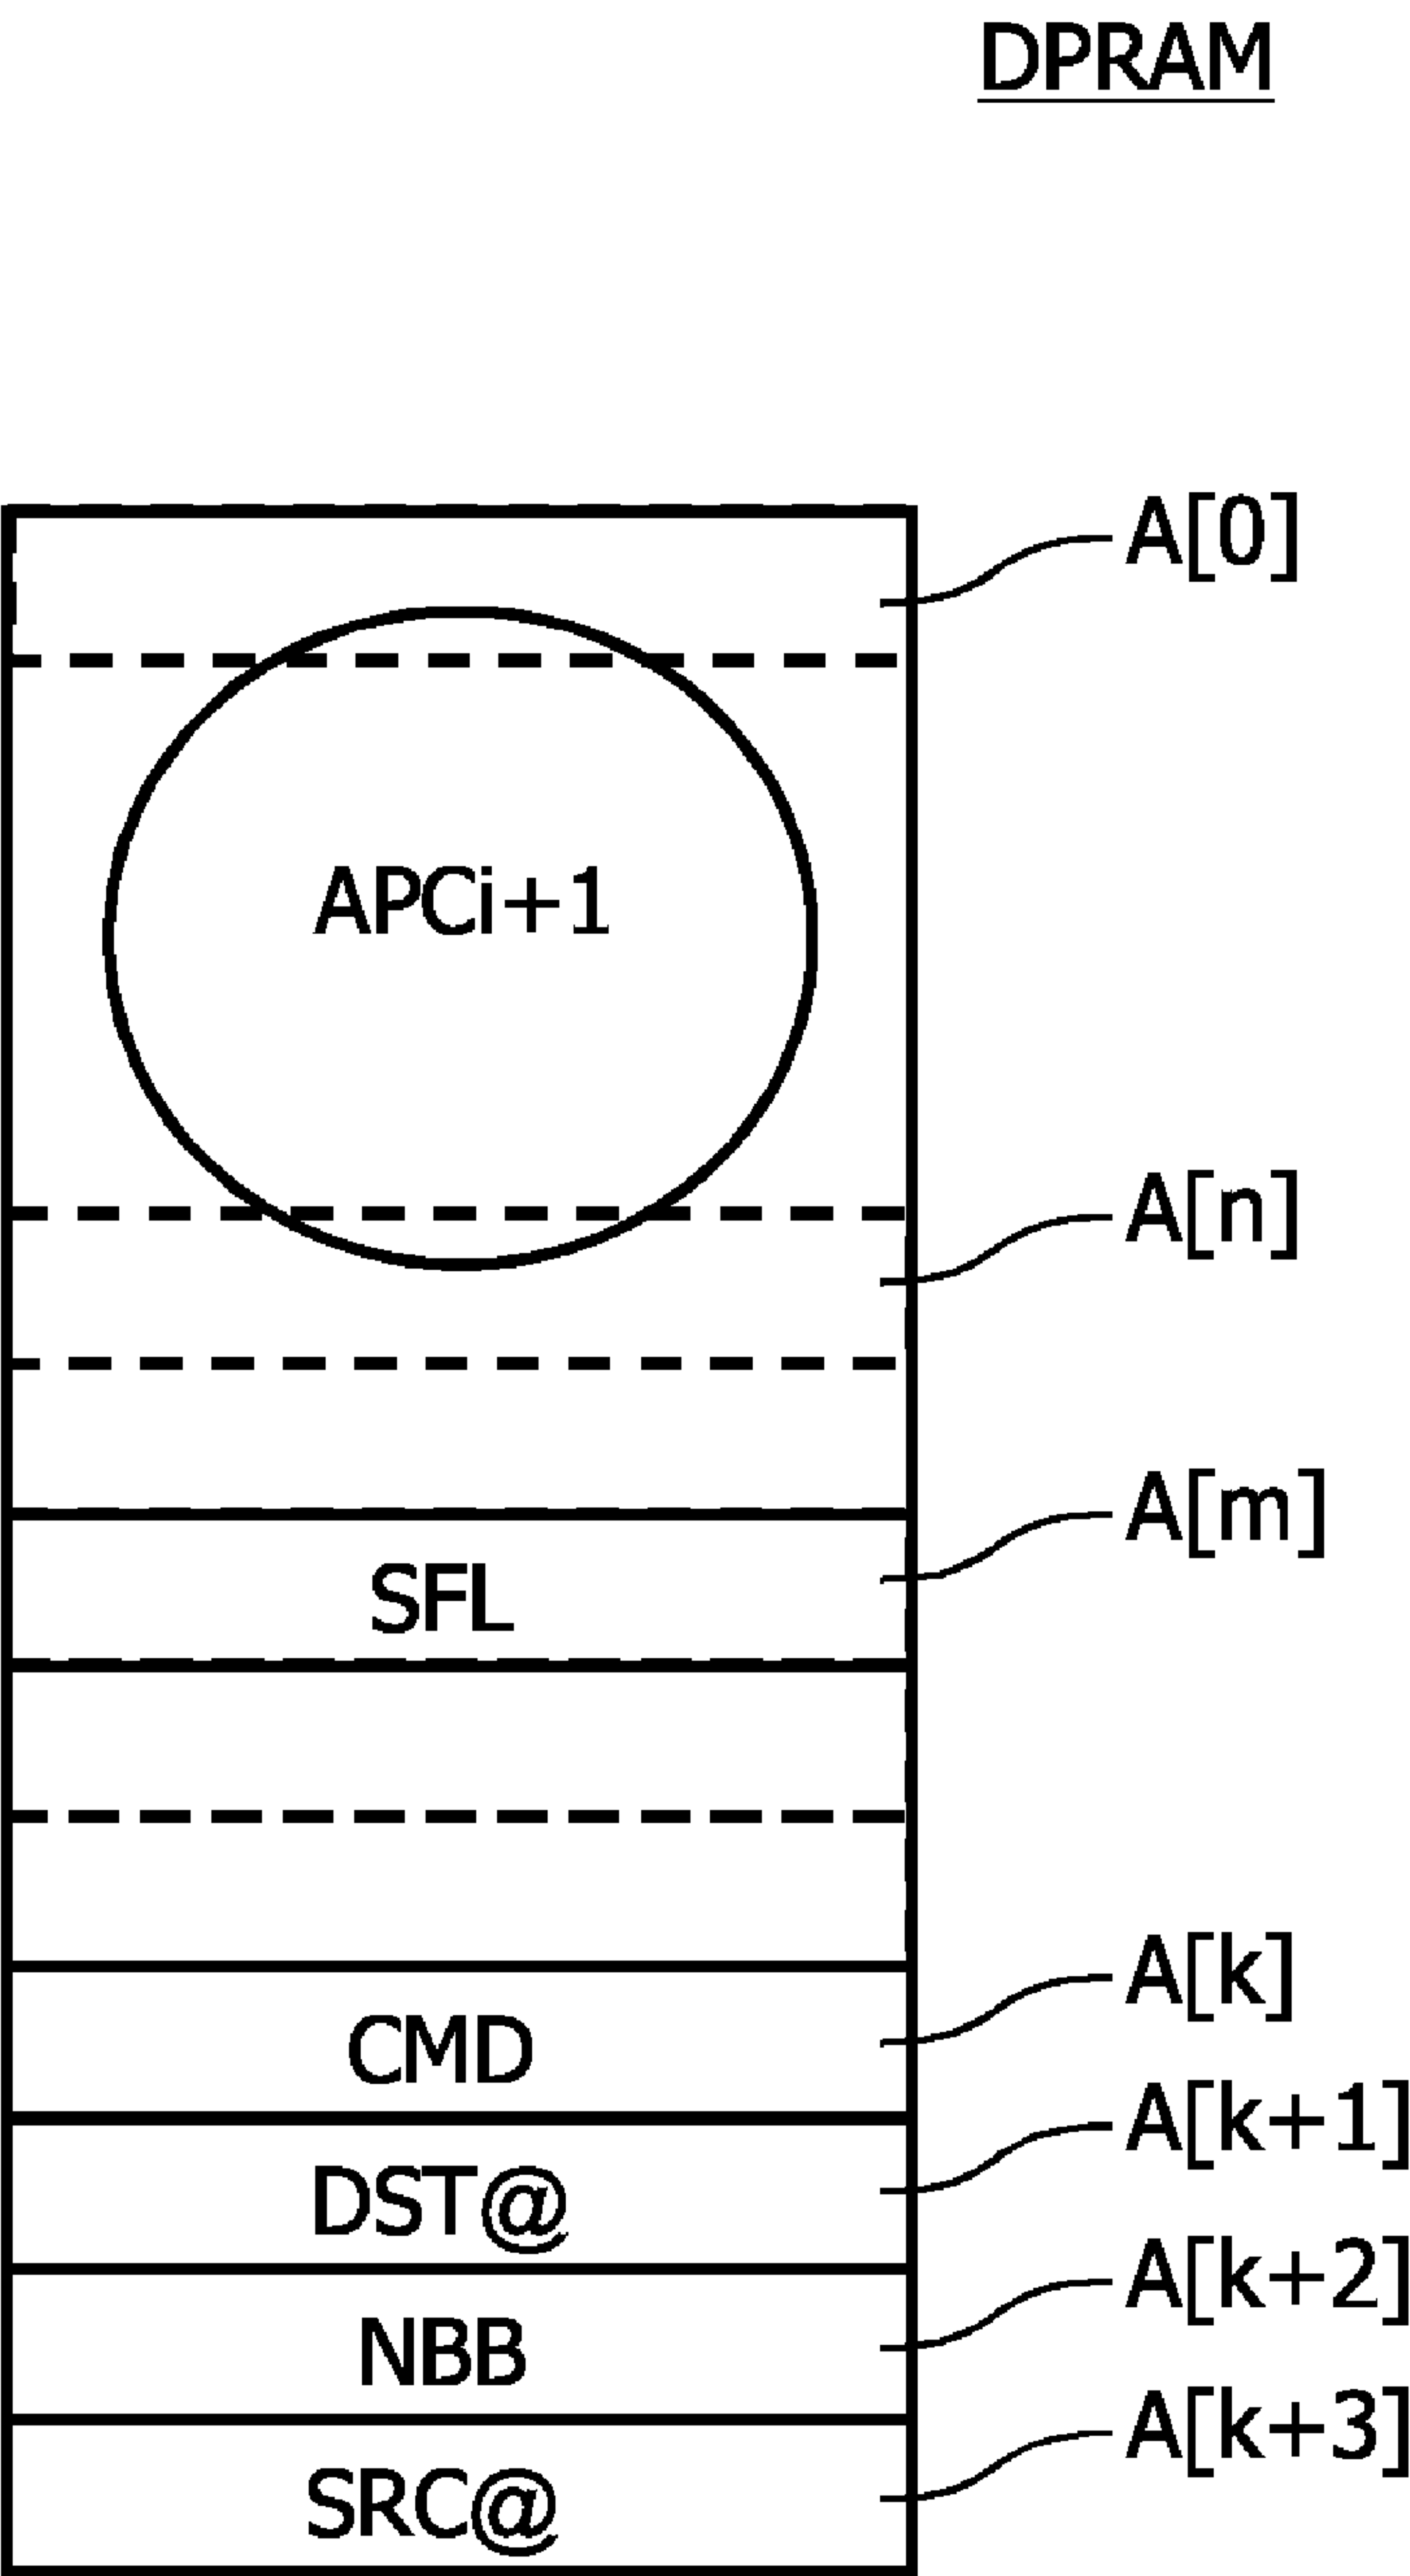 DPRAM
A[0]
APCi+1
A[n]
A[m]
SFL
A[k]
CMD
A[k+1]
DST@
A[k+2]
NBB
A[k+3]
SRC@